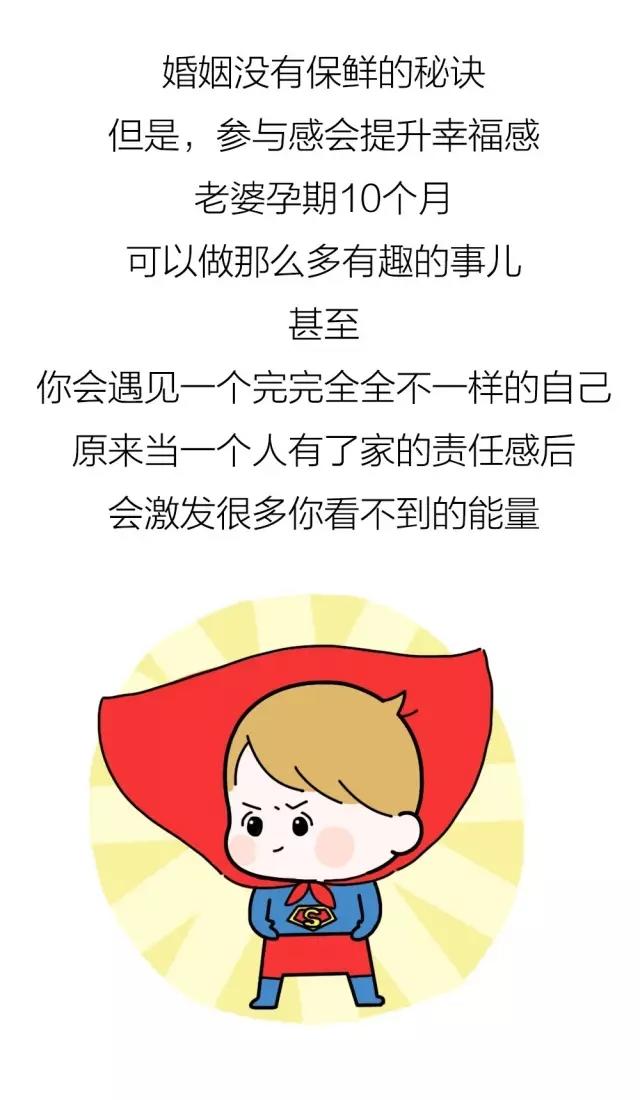 婚姻没有保鲜的秘诀
但是，参与感会提升幸福感
老婆孕期10个月
可以做那么多有趣的事儿
甚至
你会遇见一个完完全全不一样的自己
原来当一个人有了家的责任感后
会激发很多你看不到的能量
S